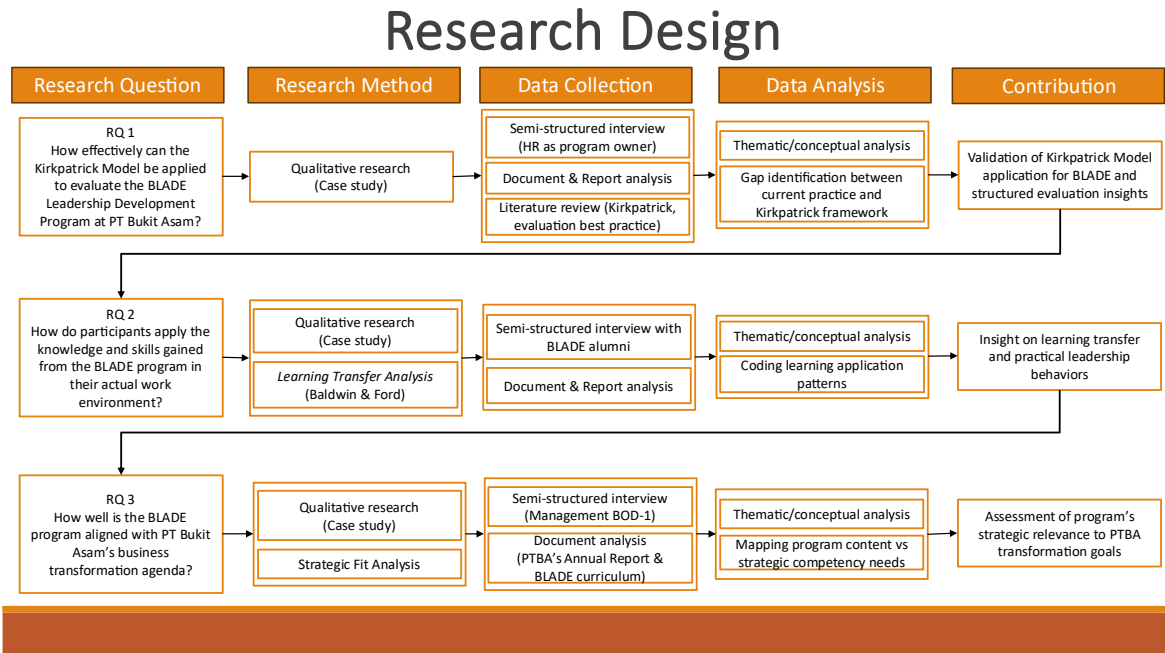 Research Design
Research Question
Research Method
Data Collection
Data Analysis
Contribution
RQ 1
How effectively can the
Kirkpatrick Model be applied
to evaluate the BLADE
Leadership Development
Program at PT Bukit Asam?
Qualitative research
(Case study)
Semi-structured interview
(HR as program owner)
Document & Report analysis
Literature review (Kirkpatrick,
evaluation best practice)
Thematic/conceptual analysis
Gap identification between
current practice and
Kirkpatrick framework
Validation of Kirkpatrick Model
application for BLADE and
structured evaluation insights
RQ 2
How do participants apply the
knowledge and skills gained
from the BLADE program in
their actual work
environment?
Qualitative research
(Case study)
Learning Transfer Analysis
(Baldwin & Ford)
Semi-structured interview with
BLADE alumni
Document & Report analysis
Thematic/conceptual analysis
Coding learning application
patterns
Insight on learning transfer
and practical leadership
behaviors
RQ 3
How well is the BLADE
program aligned with PT Bukit
Asam's business
transformation agenda?
Qualitative research
(Case study)
Strategic Fit Analysis
Semi-structured interview
(Management BOD-1)
Document analysis
(PTBA's Annual Report &
BLADE curriculum)
Thematic/conceptual analysis
Mapping program content vs
strategic competency needs
Assessment of program's
strategic relevance to PTBA
transformation goals